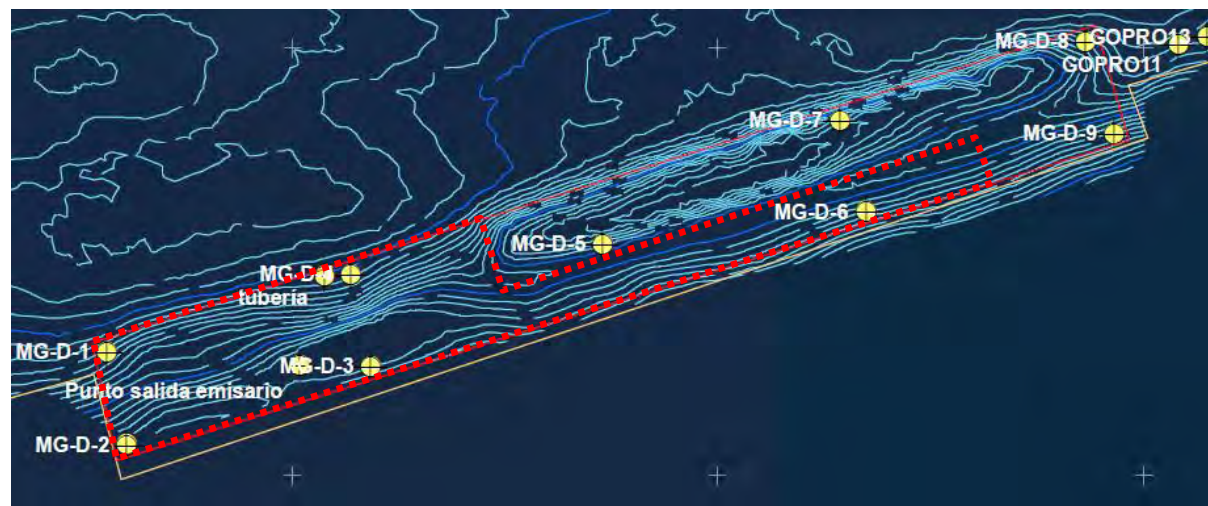 MG-D-8
GOPRO13
GOPRO11
MG-D-7
MG-D-9
MG-D-6
MG-D-5
MG-D-
tubería
MG-D-1
MG-D-3
Punto salida emisario
MG-D-2